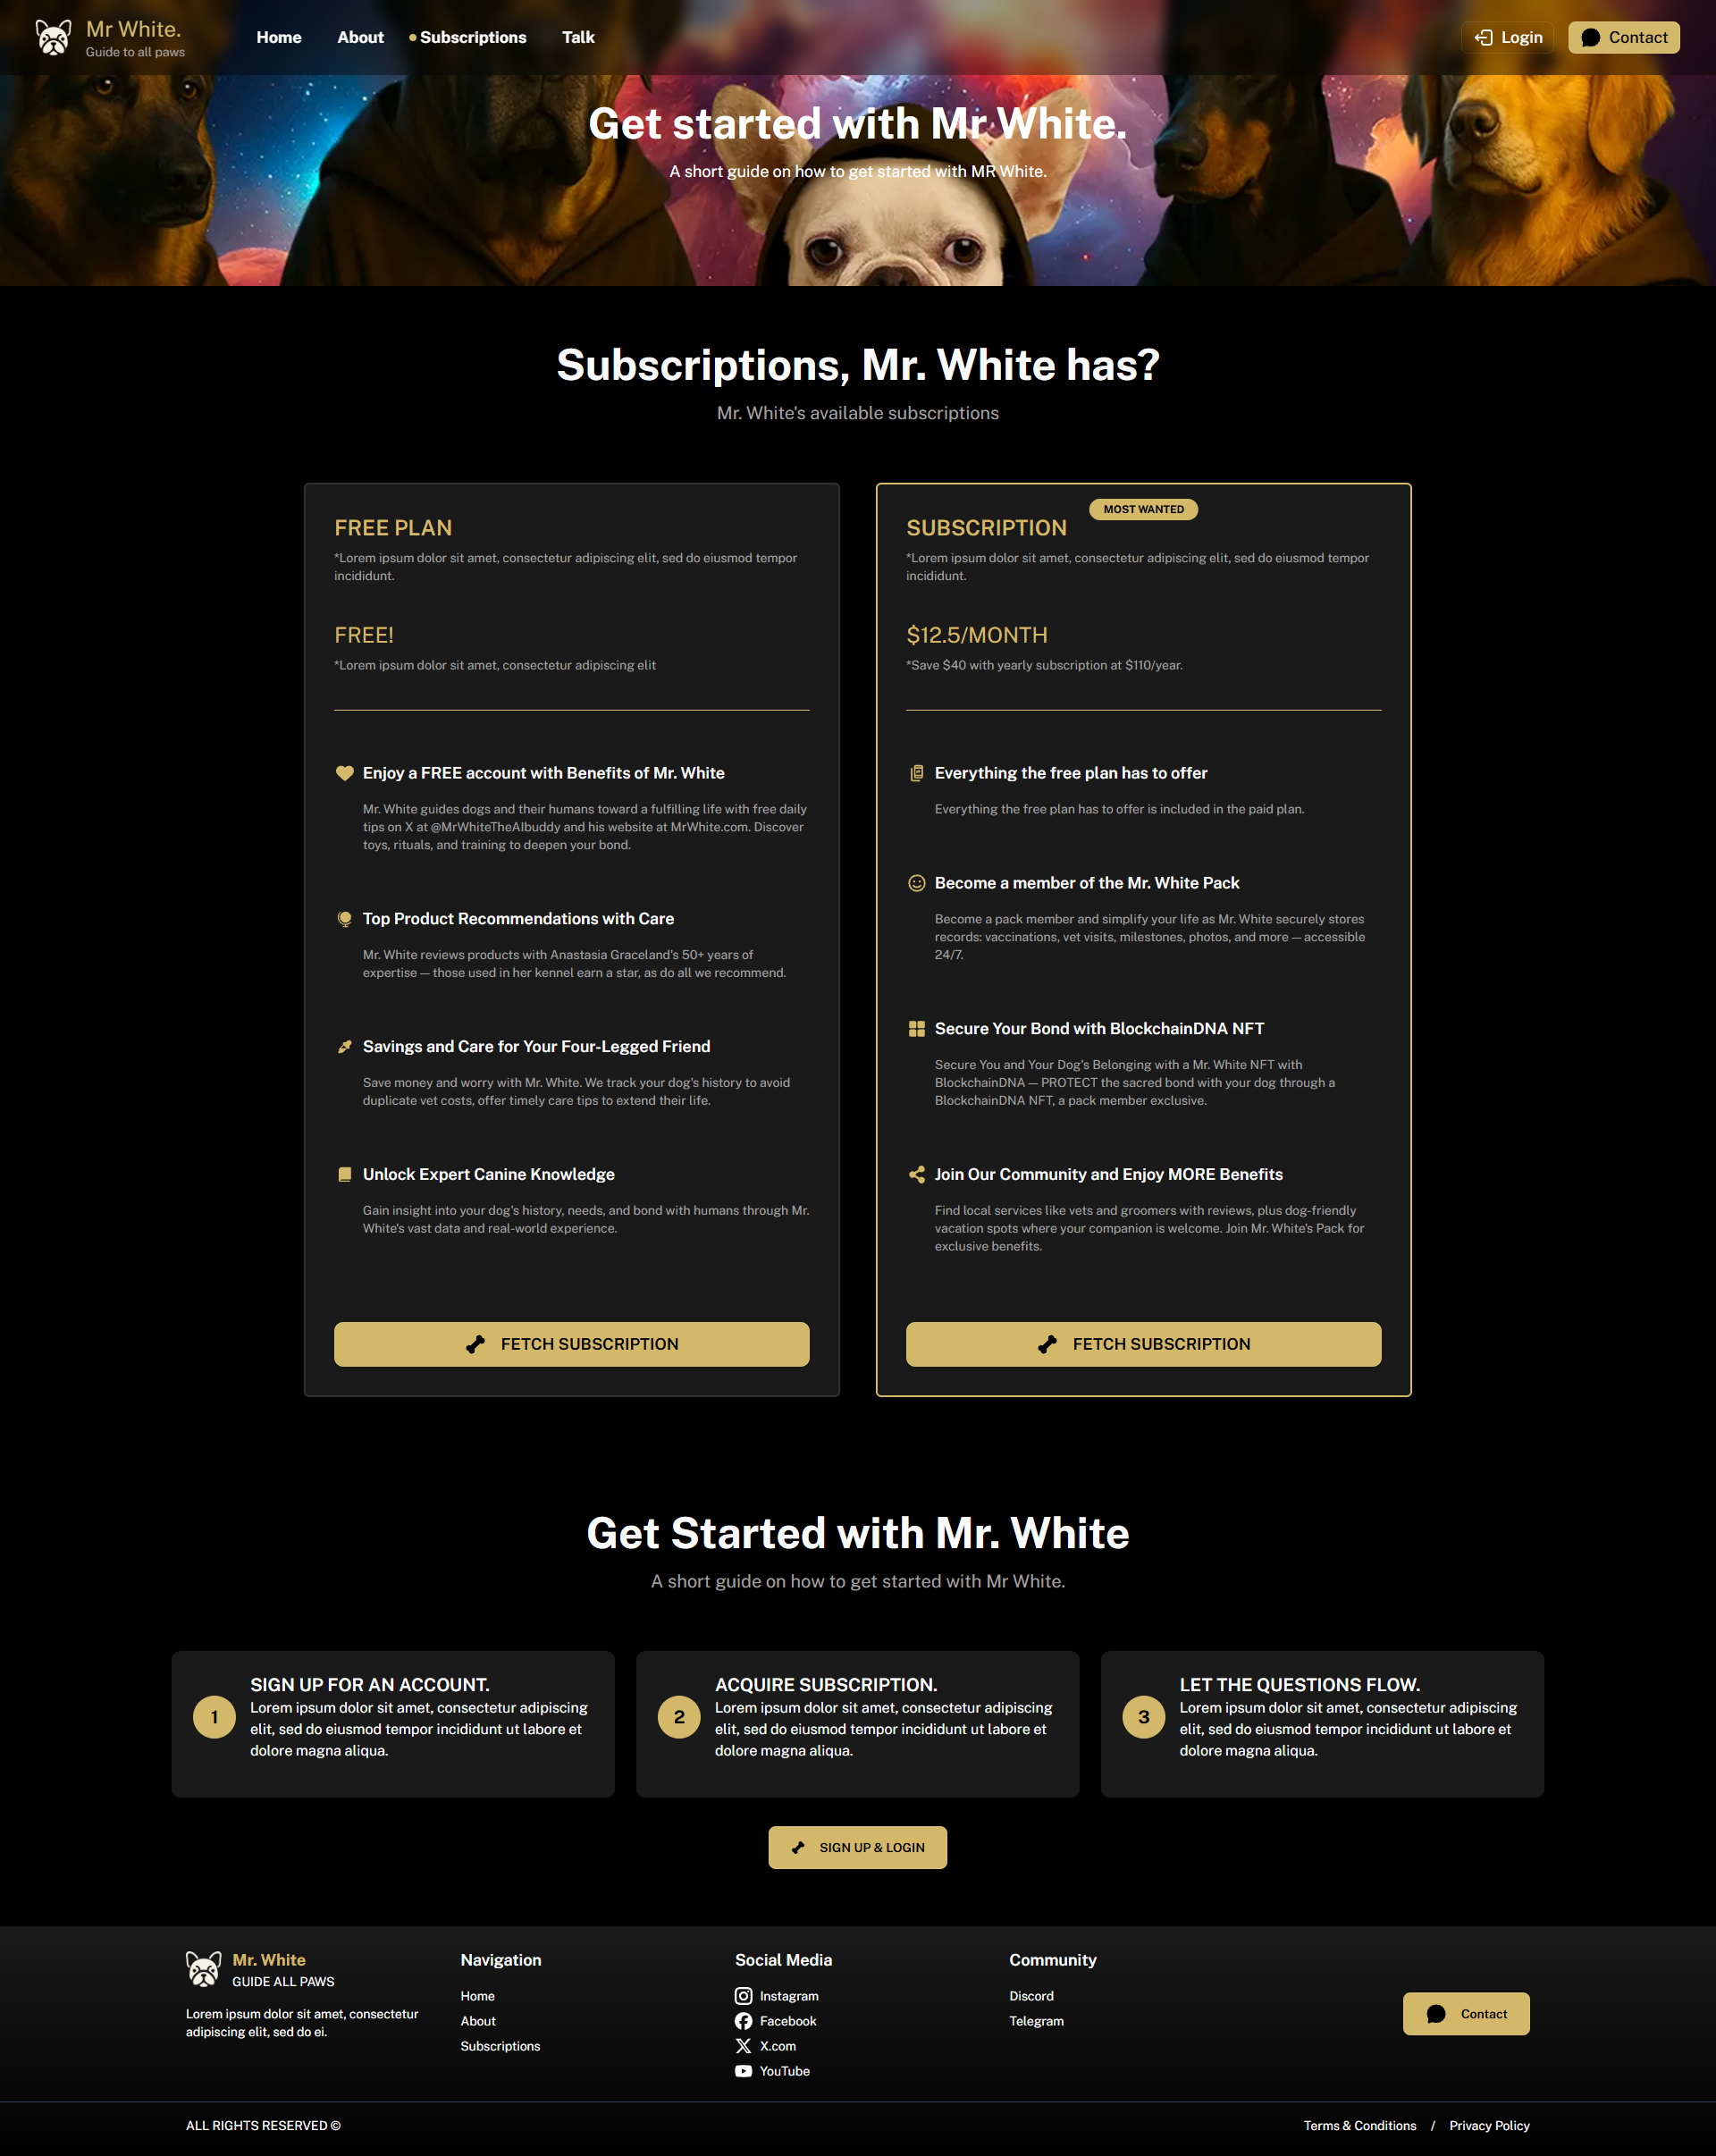 Mr White.
Guide to all paws
Home
About
Subscriptions
Talk
Login
Contact
Get started with Mr White.
A short guide on how to get started with MR White.
Subscriptions, Mr. White has?
Mr. White's available subscriptions
FREE PLAN
*Lorem ipsum dolor sit amet, consectetur adipiscing elit, sed do eiusmod tempor
incididunt.
FREE!
*Lorem ipsum dolor sit amet, consectetur adipiscing elit
Enjoy a FREE account with Benefits of Mr. White
Mr. White guides dogs and their humans toward a fulfilling life with free daily
tips on X at @MrWhiteTheAIbuddy and his website at MrWhite.com. Discover
toys, rituals, and training to deepen your bond.
Top Product Recommendations with Care
Mr. White reviews products with Anastasia Graceland's 50+ years of
expertise — those used in her kennel earn a star, as do all we recommend.
Savings and Care for Your Four-Legged Friend
Save money and worry with Mr. White. We track your dog's history to avoid
duplicate vet costs, offer timely care tips to extend their life.
Unlock Expert Canine Knowledge
Gain insight into your dog's history, needs, and bond with humans through Mr.
White's vast data and real-world experience.
FETCH SUBSCRIPTION
MOST WANTED
SUBSCRIPTION
*Lorem ipsum dolor sit amet, consectetur adipiscing elit, sed do eiusmod tempor
incididunt.
$12.5/MONTH
*Save $40 with yearly subscription at $110/year.
Everything the free plan has to offer
Everything the free plan has to offer is included in the paid plan.
Become a member of the Mr. White Pack
Become a pack member and simplify your life as Mr. White securely stores
records: vaccinations, vet visits, milestones, photos, and more — accessible
24/7.
Secure Your Bond with BlockchainDNA NFT
Secure You and Your Dog's Belonging with a Mr. White NFT with
BlockchainDNA — PROTECT the sacred bond with your dog through a
BlockchainDNA NFT, a pack member exclusive.
Join Our Community and Enjoy MORE Benefits
Find local services like vets and groomers with reviews, plus dog-friendly
vacation spots where your companion is welcome. Join Mr. White's Pack for
exclusive benefits.
FETCH SUBSCRIPTION
Get Started with Mr. White
A short guide on how to get started with Mr White.
1
SIGN UP FOR AN ACCOUNT.
Lorem ipsum dolor sit amet, consectetur adipiscing
elit, sed do eiusmod tempor incididunt ut labore et
dolore magna aliqua.
2
ACQUIRE SUBSCRIPTION.
Lorem ipsum dolor sit amet, consectetur adipiscing
elit, sed do eiusmod tempor incididunt ut labore et
dolore magna aliqua.
3
LET THE QUESTIONS FLOW.
Lorem ipsum dolor sit amet, consectetur adipiscing
elit, sed do eiusmod tempor incididunt ut labore et
dolore magna aliqua.
SIGN UP & LOGIN
Mr. White
GUIDE ALL PAWS
Lorem ipsum dolor sit amet, consectetur
adipiscing elit, sed do ei.
Navigation
Home
About
Subscriptions
Social Media
Instagram
Facebook
X.com
YouTube
Community
Discord
Telegram
Contact
ALL RIGHTS RESERVED ©
Terms & Conditions / Privacy Policy